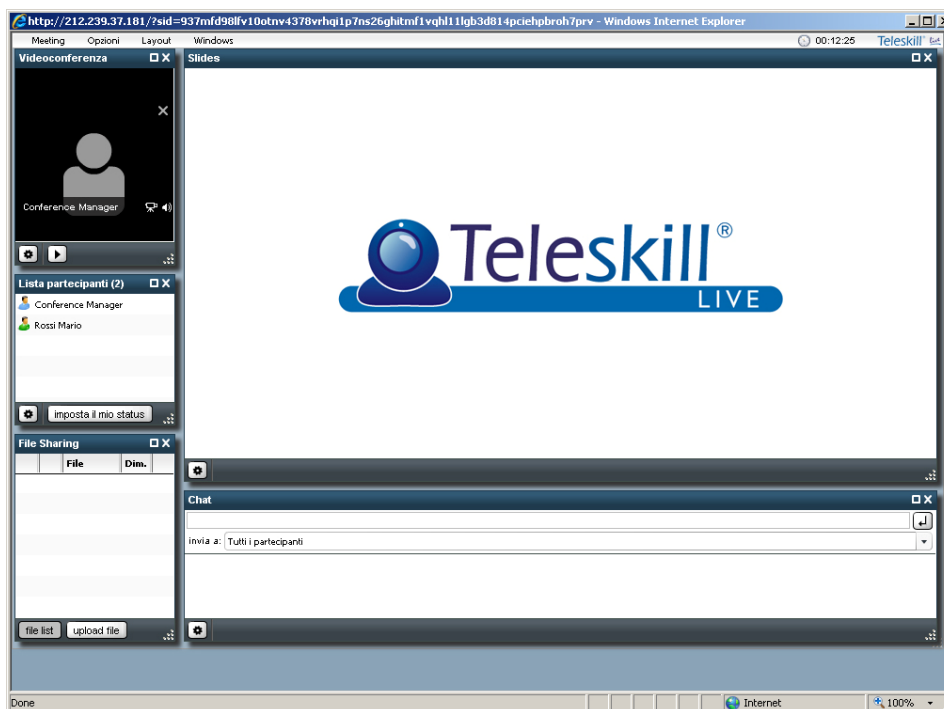 http://212.239.37.181/?sid=937mfd98lfv10otnv4378vrhqi1p7ns26ghitmf1vqhl11lgb3d814pciehpbroh7prv - Windows Internet Explorer
Meeting Opzioni Layout Windows 00:12:25 Teleskill
Videoconferenza
Conference Manager
Lista partecipanti (2)
Conference Manager
Rossi Mario
imposta il mio status
File Sharing
File Dim.
file list upload file
Slides
Teleskill®
LIVE
Chat
invia a: Tutti i partecipanti
Done Internet 100%